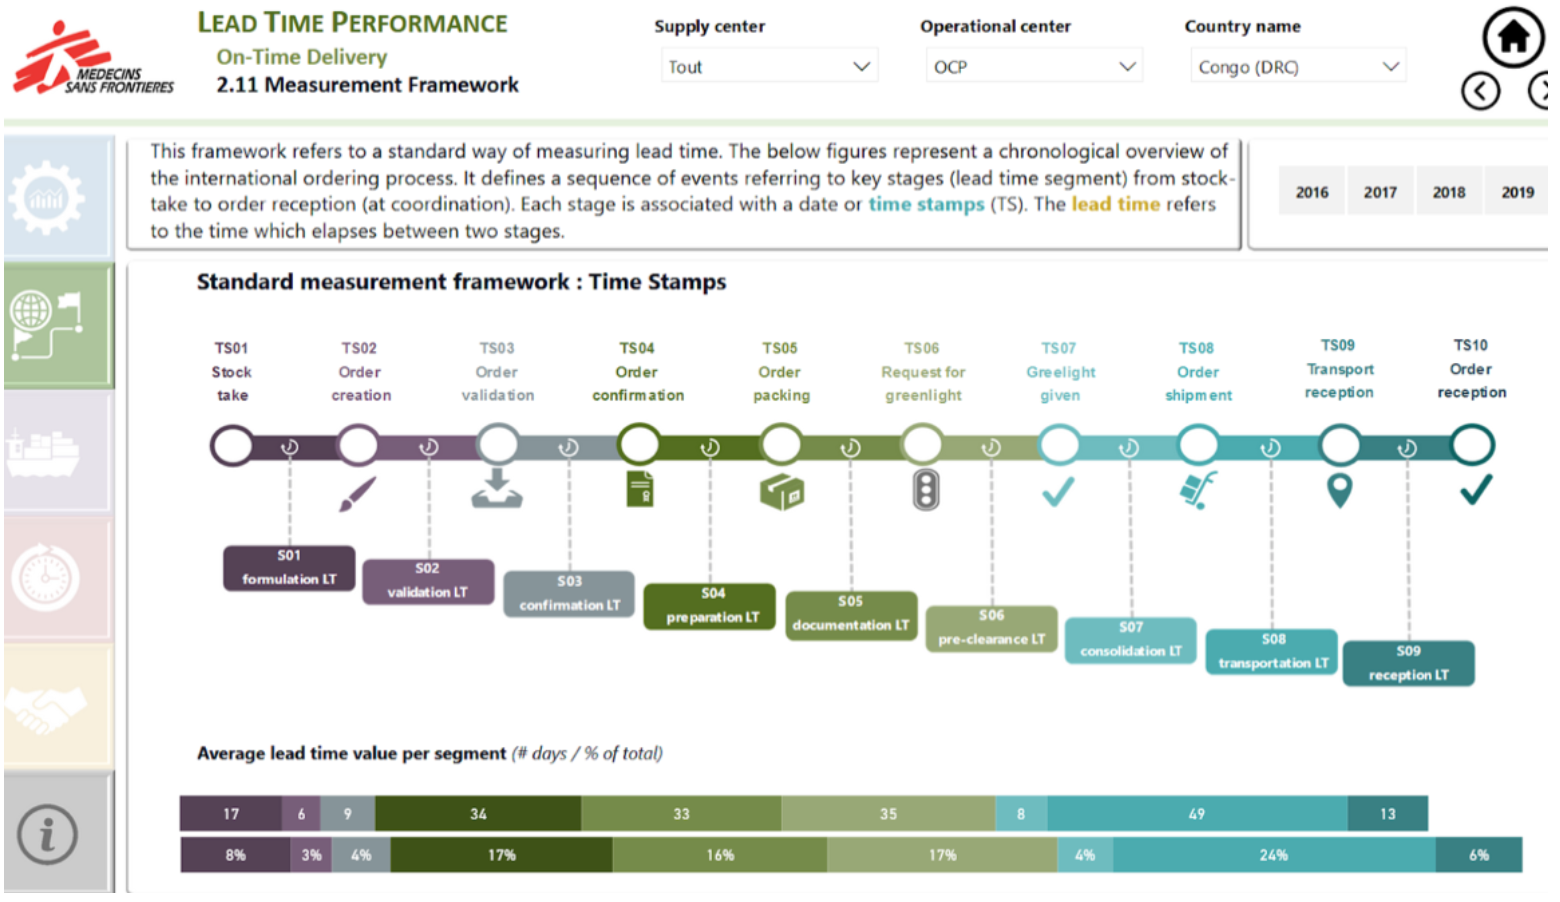 LEAD TIME PERFORMANCE
On-Time Delivery
2.11 Measurement Framework
MEDECINS
SANS FRONTIERES
Supply center
Tout
Operational center
OCP
Country name
Congo (DRC)
This framework refers to a standard way of measuring lead time. The below figures represent a chronological overview of
the international ordering process. It defines a sequence of events referring to key stages (lead time segment) from stock-
take to order reception (at coordination). Each stage is associated with a date or time stamps (TS). The lead time refers
to the time which elapses between two stages.
2016 2017 2018 2019
Standard measurement framework : Time Stamps
TS01
Stock
take
TS02
Order
creation
TS03
Order
validation
TS04
Order
confirmation
TS05
Order
packing
TS06
Request for
greenlight
TS07
Greelight
given
TS08
Order
shipment
TS09
Transport
reception
TS10
Order
reception
S01
formulation LT
S02
validation LT
S03
confirmation LT
S04
preparation LT
S05
documentation LT
S06
pre-clearance LT
S07
consolidation LT
S08
transportation LT
S09
reception LT
Average lead time value per segment (# days / % of total)
17 6 9 34 33 35 8 49 13
8% 3% 4% 17% 16% 17% 4% 24% 6%